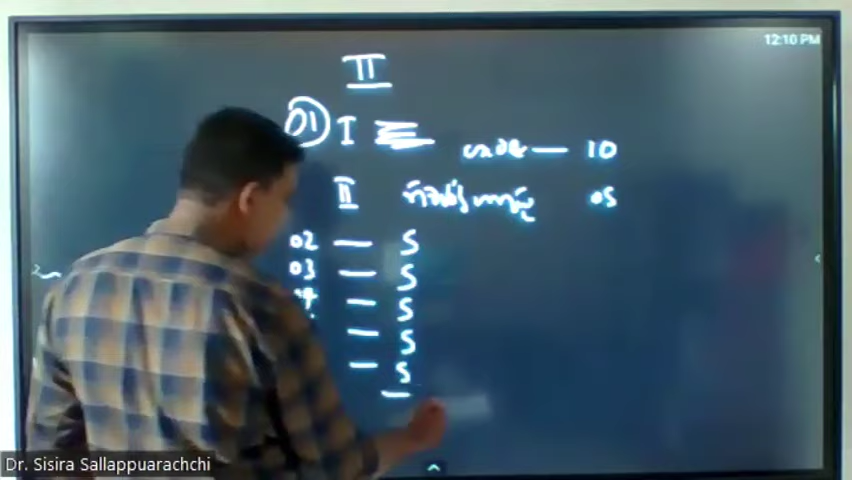 12:10 PM
II
01 I
10
II 05
02 — 5
03 — 5
04 — 5
— 5
— 5
Dr. Sisira Sallappuarachchi